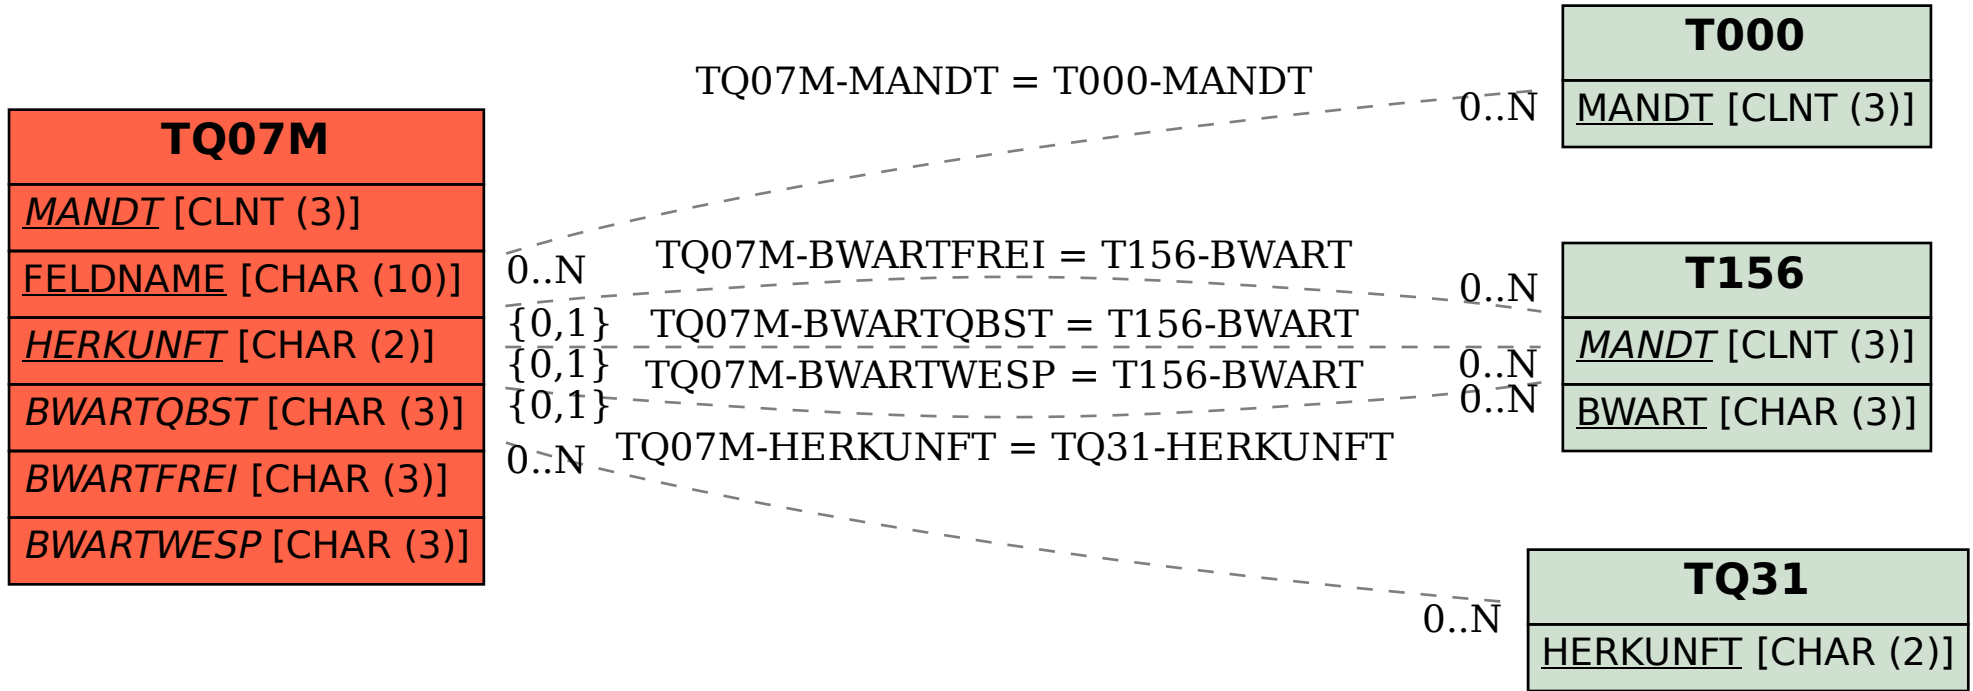 TQ07M
MANDT [CLNT (3)]
FELDNAME [CHAR (10)]
HERKUNFT [CHAR (2)]
BWARTQBST [CHAR (3)]
BWARTFREI [CHAR (3)]
BWARTWESP [CHAR (3)]
TQ07M-MANDT = T000-MANDT
0..N
0..N
TQ07M-BWARTFREI = T156-BWART
{0,1}
0..N
TQ07M-BWARTQBST = T156-BWART
{0,1}
0..N
TQ07M-BWARTWESP = T156-BWART
{0,1}
0..N
TQ07M-HERKUNFT = TQ31-HERKUNFT
0..N
0..N
T000
MANDT [CLNT (3)]
T156
MANDT [CLNT (3)]
BWART [CHAR (3)]
TQ31
HERKUNFT [CHAR (2)]